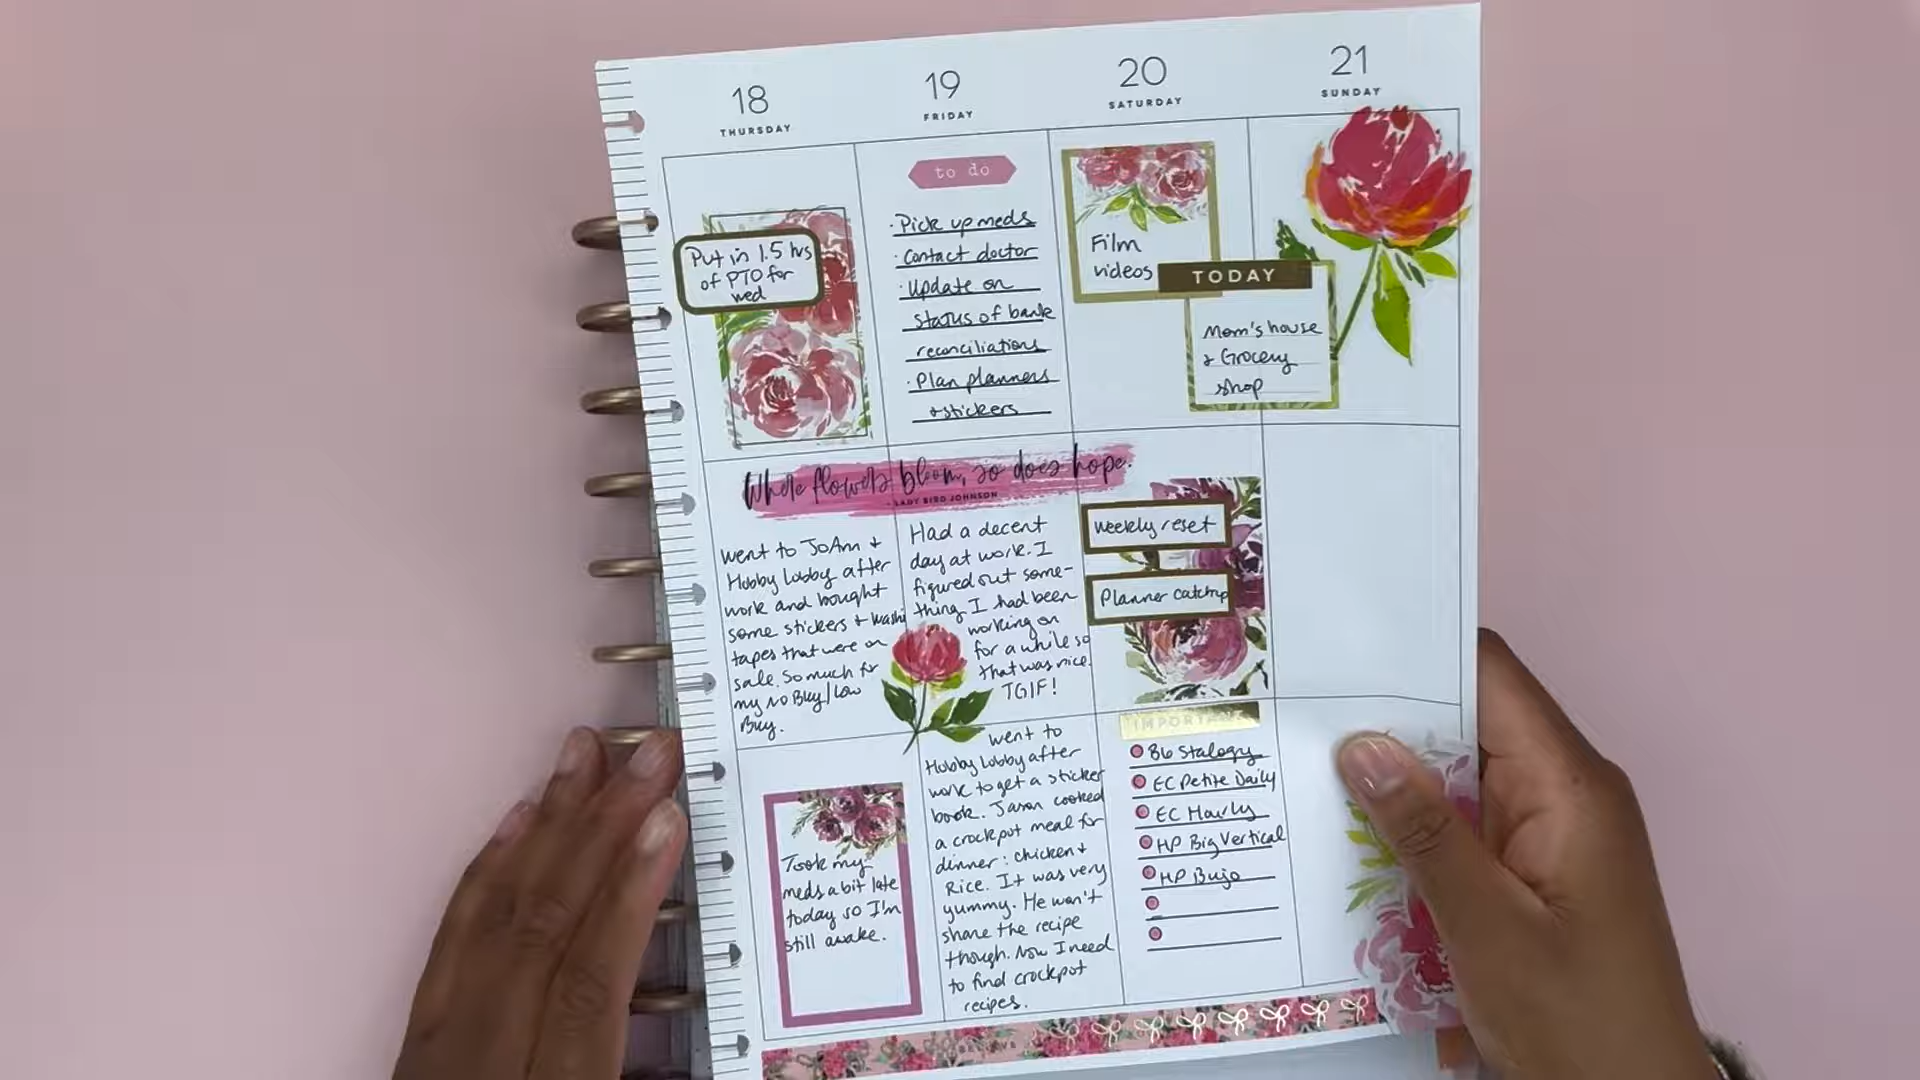 18
THURSDAY
19
FRIDAY
20
SATURDAY
21
SUNDAY
Put in 1.5 hrs
of PTO for
wed
to do
· Pick up meds
· Contact doctor
· Update on
status of bank
reconciliations
· Plan planners
+ stickers
Film
videos
TODAY
Mom's house
& Grocery
shop
Where flowers bloom, so does hope.
- LADY BIRD JOHNSON
went to JoAnn +
Hobby Lobby after
work and bought
some stickers + washi
tapes that were on
sale. So much for
my No Buy/Low
Buy.
Had a decent
day at work. I
figured out some-
thing I had been
working on
for a while so
that was nice.
TGIF!
Weekly reset
Planner catchup
Took my
meds a bit late
today so I'm
still awake.
went to
Hobby Lobby after
work to get a sticker
book. Jason cooked
a crockpot meal for
dinner: chicken +
Rice. It was very
yummy. He won't
share the recipe
though. Now I need
to find crockpot
recipes.
IMPORTANT
B6 Stalogy
EC Petite Daily
EC Hourly
HP Big Vertical
HP Bujo